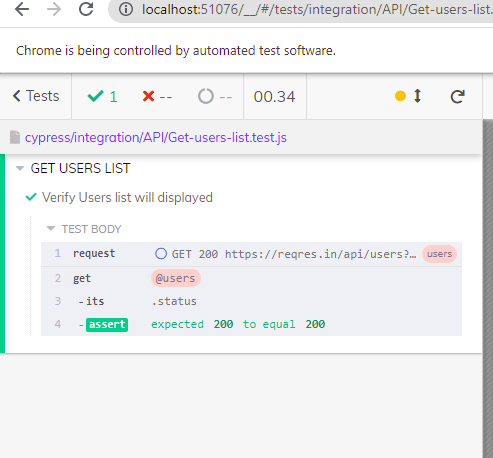 localhost:51076/__/#/tests/integration/API/Get-users-list.
Chrome is being controlled by automated test software.
Tests 1 -- -- 00.34
cypress/integration/API/Get-users-list.test.js
GET USERS LIST
Verify Users list will displayed
TEST BODY
1 request GET 200 https://reqres.in/api/users?… users
2 get @users
3 -its .status
4 -assert expected 200 to equal 200